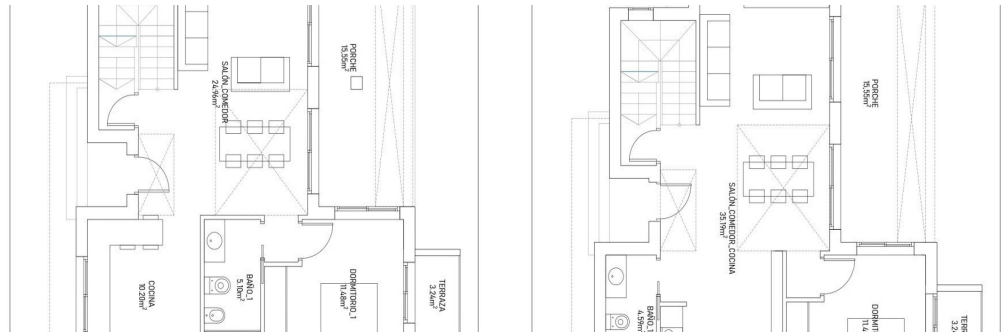 PORCHE
15,55m²
SALÓN_COMEDOR
24.96m²
COCINA
10.20m²
BAÑO_1
5.10m²
DORMITORIO_1
11.48m²
TERRAZA
3.24m²
PORCHE
15,55m²
SALÓN_COMEDOR_COCINA
35.19m²
BAÑO_1
4.59m²